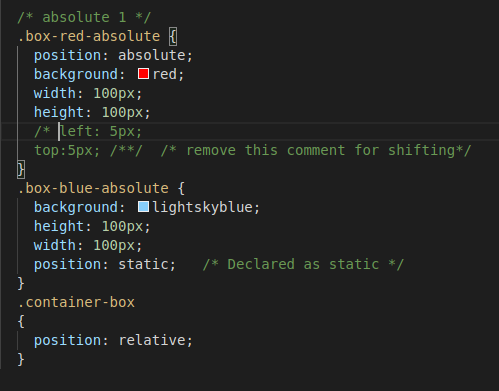 /* absolute 1 */
.box-red-absolute {
position: absolute;
background: red;
width: 100px;
height: 100px;
/* left: 5px;
top:5px; /**/ /* remove this comment for shifting*/
}
.box-blue-absolute {
background: lightskyblue;
height: 100px;
width: 100px;
position: static; /* Declared as static */
}
.container-box
{
position: relative;
}